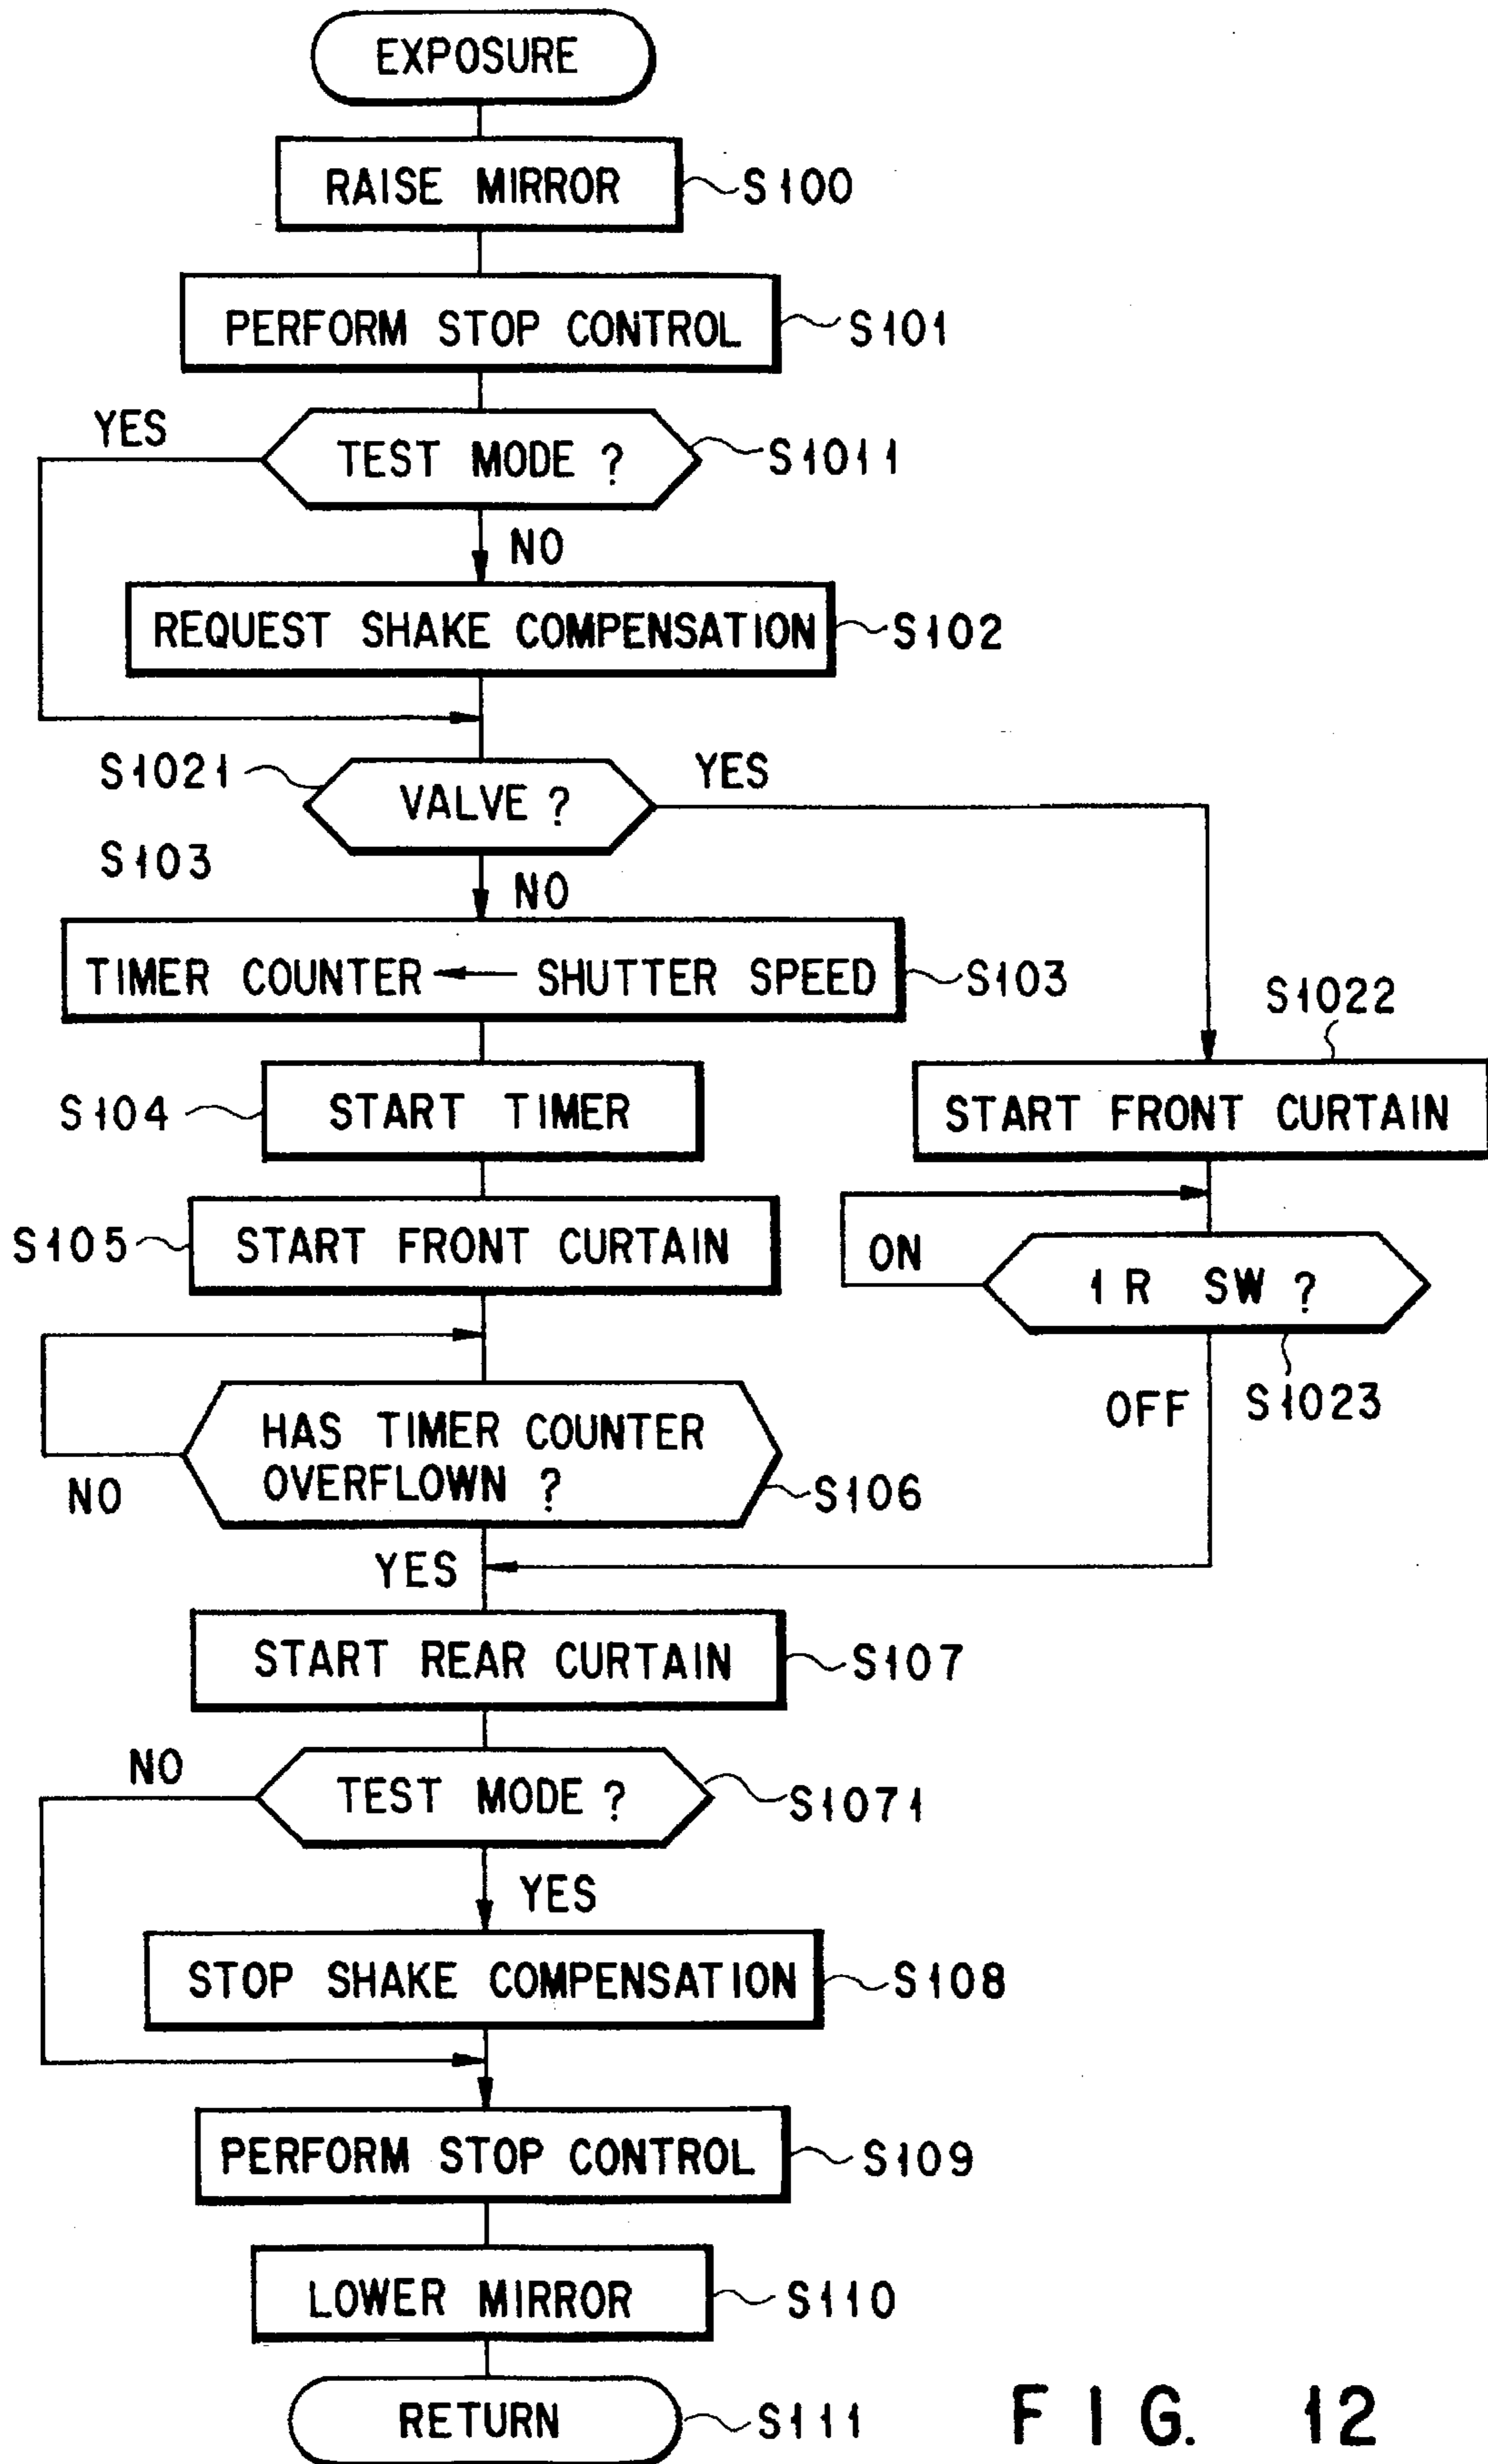 EXPOSURE
RAISE MIRROR S100
PERFORM STOP CONTROL S101
YES
TEST MODE ? S1011
NO
REQUEST SHAKE COMPENSATION S102
S1021
VALVE ?
YES
S103
NO
TIMER COUNTER ← SHUTTER SPEED S103
S1022
S104 START TIMER
START FRONT CURTAIN
S105 START FRONT CURTAIN
ON
1R SW ?
S1023
OFF
HAS TIMER COUNTER
OVERFLOWN ?
S106
NO
YES
START REAR CURTAIN S107
NO
TEST MODE ? S1071
YES
STOP SHAKE COMPENSATION S108
PERFORM STOP CONTROL S109
LOWER MIRROR S110
RETURN S111
FIG. 12